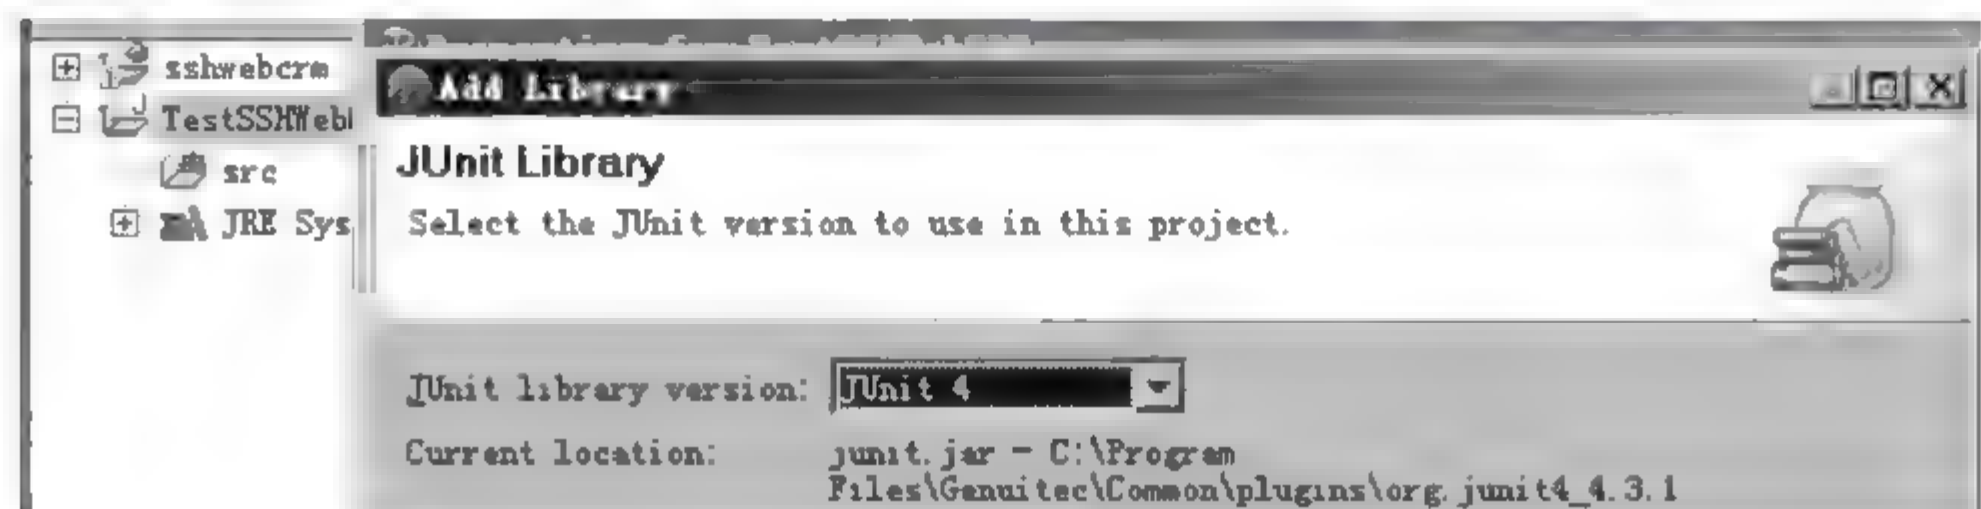 sshwebcrm
TestSSHWebI
src
JRE Sys
Add Library
JUnit Library
Select the JUnit version to use in this project.
JUnit library version: JUnit 4
Current location: junit.jar - C:\Program
Files\Genuitec\Common\plugins\org.junit4_4.3.1